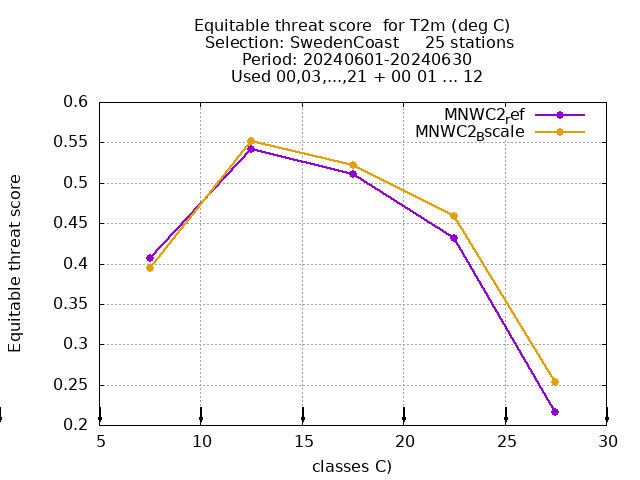 Equitable threat score  for T2m (deg C)
Selection: SwedenCoast     25 stations
Period: 20240601-20240630
Used 00,03,...,21 + 00 01 ... 12
MNWC2ref
MNWC2Bscale
Equitable threat score
0.6
0.55
0.5
0.45
0.4
0.35
0.3
0.25
0.2
5 10 15 20 25 30
classes C)